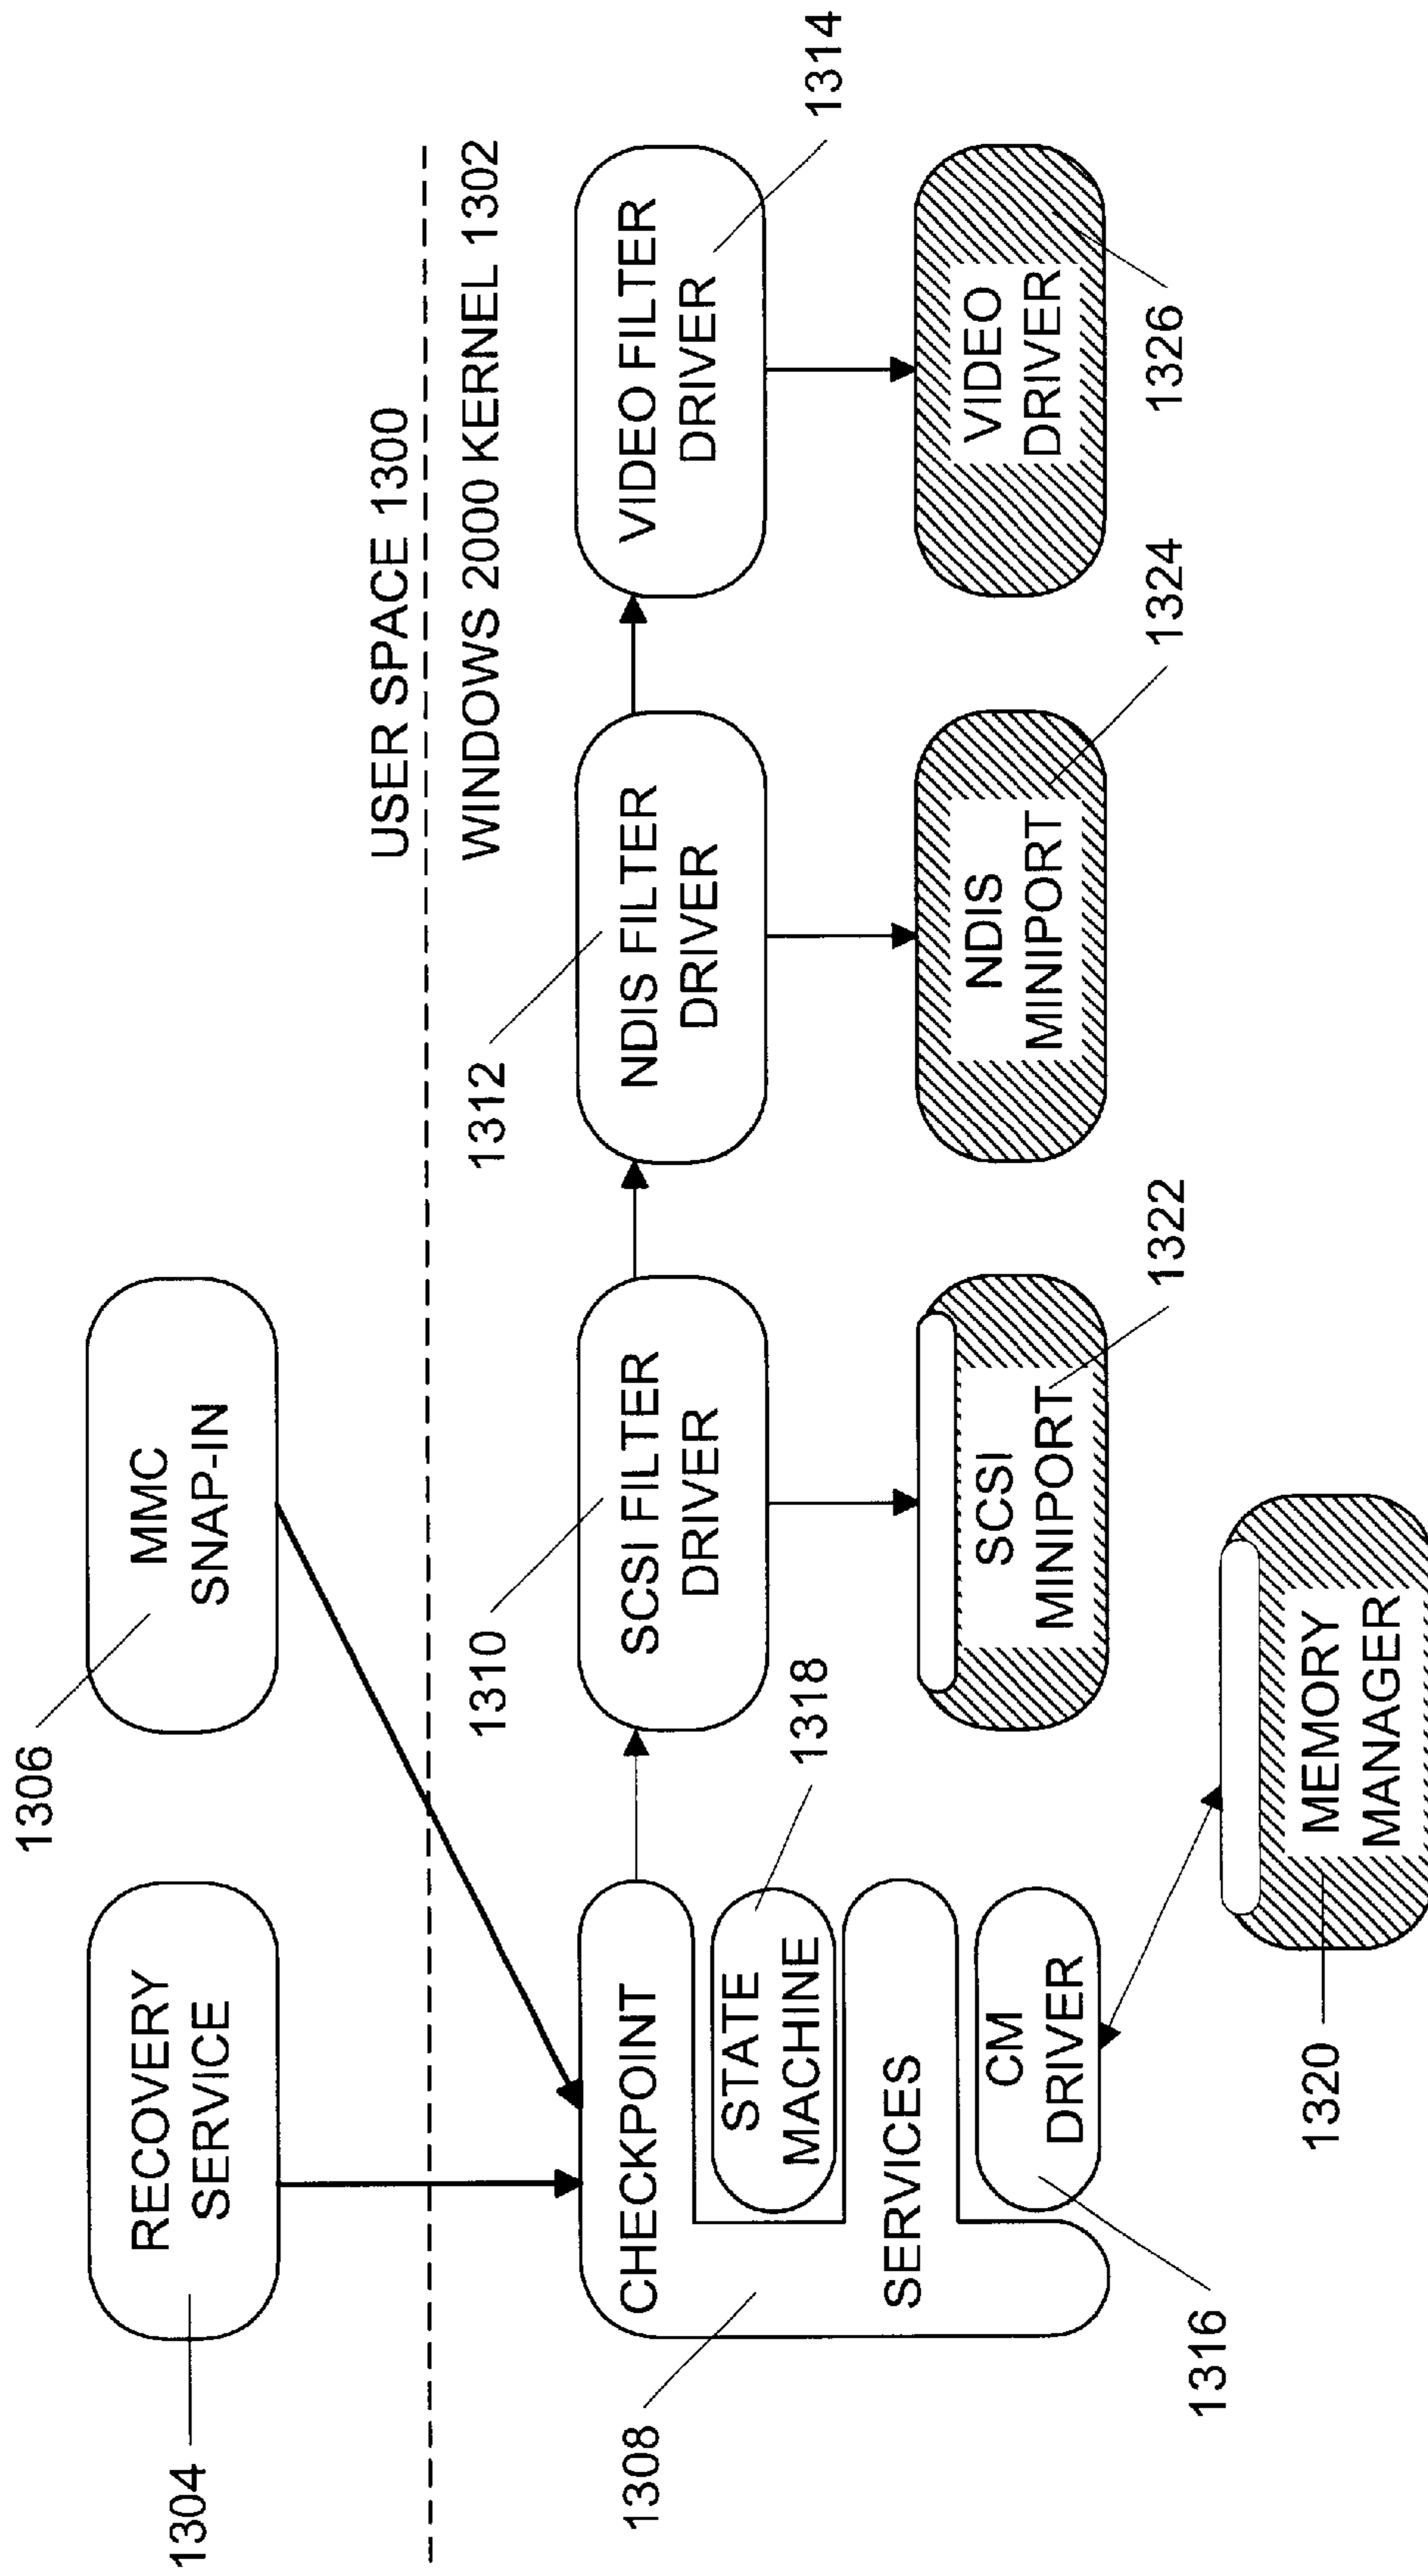 1304
RECOVERY
SERVICE
1306
MMC
SNAP-IN
USER SPACE 1300
WINDOWS 2000 KERNEL 1302
1308
CHECKPOINT
STATE
MACHINE
1318
SERVICES
CM
DRIVER
1316
1310
SCSI FILTER
DRIVER
1312
NDIS FILTER
DRIVER
VIDEO FILTER
DRIVER
1314
SCSI
MINIPORT
1322
NDIS
MINIPORT
1324
VIDEO
DRIVER
1326
1320
MEMORY
MANAGER